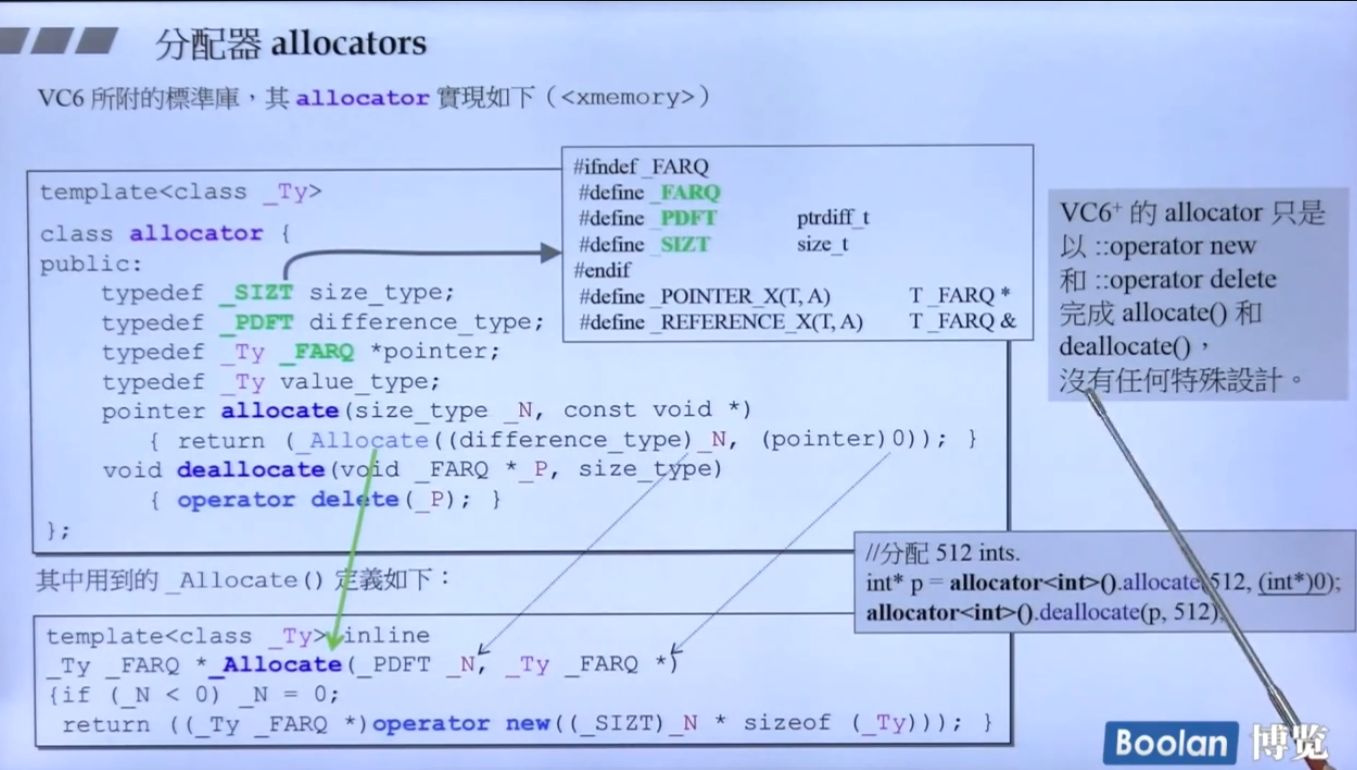 分配器 allocators
VC6 所附的標準庫，其 allocator 實現如下（<xmemory>）
template<class _Ty>
class allocator {
public:
typedef _SIZT size_type;
typedef _PDFT difference_type;
typedef _Ty _FARQ *pointer;
typedef _Ty value_type;
pointer allocate(size_type _N, const void *)
{ return (_Allocate((difference_type)_N, (pointer)0)); }
void deallocate(void _FARQ *_P, size_type)
{ operator delete(_P); }
};
#ifndef _FARQ
#define _FARQ
#define _PDFT ptrdiff_t
#define _SIZT size_t
#endif
#define _POINTER_X(T, A) T _FARQ *
#define _REFERENCE_X(T, A) T _FARQ &
VC6+ 的 allocator 只是
以 ::operator new
和 ::operator delete
完成 allocate() 和
deallocate()，
沒有任何特殊設計。
//分配 512 ints.
int* p = allocator<int>().allocate(512, (int*)0);
allocator<int>().deallocate(p, 512);
其中用到的 _Allocate() 定義如下：
template<class _Ty> inline
_Ty _FARQ *_Allocate(_PDFT _N, _Ty _FARQ *)
{if (_N < 0) _N = 0;
return ((_Ty _FARQ *)operator new((_SIZT)_N * sizeof (_Ty))); }
Boolan 博览